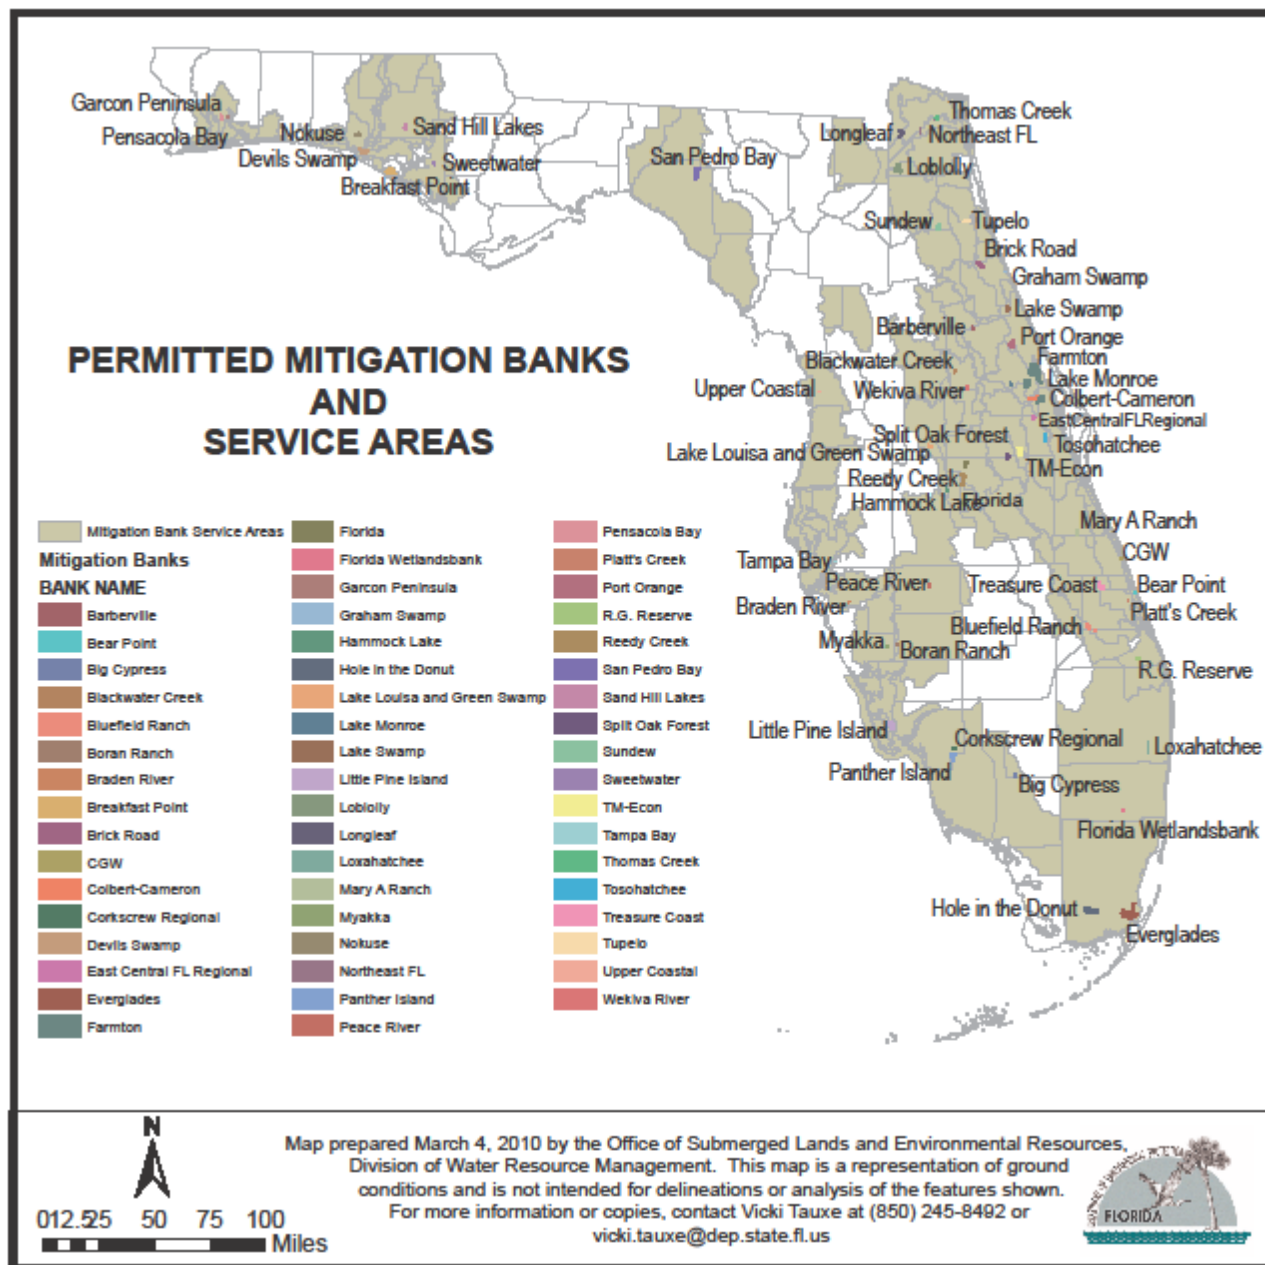 Garcon Peninsula
Pensacola Bay
Nokuse
Devils Swamp
Sand Hill Lakes
Sweetwater
Breakfast Point
San Pedro Bay
Longleaf
Thomas Creek
Northeast FL
Loblolly
Sundew
Tupelo
Brick Road
Graham Swamp
Lake Swamp
Barberville
Port Orange
Blackwater Creek
Farmton
Upper Coastal
Wekiva River
Lake Monroe
Colbert-Cameron
EastCentralFLRegional
Split Oak Forest
Tosohatchee
Lake Louisa and Green Swamp
TM-Econ
Reedy Creek
Hammock Lake
Florida
Mary A Ranch
CGW
Tampa Bay
Peace River
Treasure Coast
Bear Point
Braden River
Platt's Creek
Myakka
Bluefield Ranch
Boran Ranch
R.G. Reserve
Little Pine Island
Corkscrew Regional
Loxahatchee
Panther Island
Big Cypress
Florida Wetlandsbank
Hole in the Donut
Everglades
PERMITTED MITIGATION BANKS
AND
SERVICE AREAS
Mitigation Bank Service Areas
Mitigation Banks
BANK NAME
Barberville
Bear Point
Big Cypress
Blackwater Creek
Bluefield Ranch
Boran Ranch
Braden River
Breakfast Point
Brick Road
CGW
Colbert-Cameron
Corkscrew Regional
Devils Swamp
East Central FL Regional
Everglades
Farmton
Florida
Florida Wetlandsbank
Garcon Peninsula
Graham Swamp
Hammock Lake
Hole in the Donut
Lake Louisa and Green Swamp
Lake Monroe
Lake Swamp
Little Pine Island
Loblolly
Longleaf
Loxahatchee
Mary A Ranch
Myakka
Nokuse
Northeast FL
Panther Island
Peace River
Pensacola Bay
Platt's Creek
Port Orange
R.G. Reserve
Reedy Creek
San Pedro Bay
Sand Hill Lakes
Split Oak Forest
Sundew
Sweetwater
TM-Econ
Tampa Bay
Thomas Creek
Tosohatchee
Treasure Coast
Tupelo
Upper Coastal
Wekiva River
N
0 12.5 25 50 75 100
Miles
Map prepared March 4, 2010 by the Office of Submerged Lands and Environmental Resources,
Division of Water Resource Management. This map is a representation of ground
conditions and is not intended for delineations or analysis of the features shown.
For more information or copies, contact Vicki Tauxe at (850) 245-8492 or
vicki.tauxe@dep.state.fl.us
FLORIDA